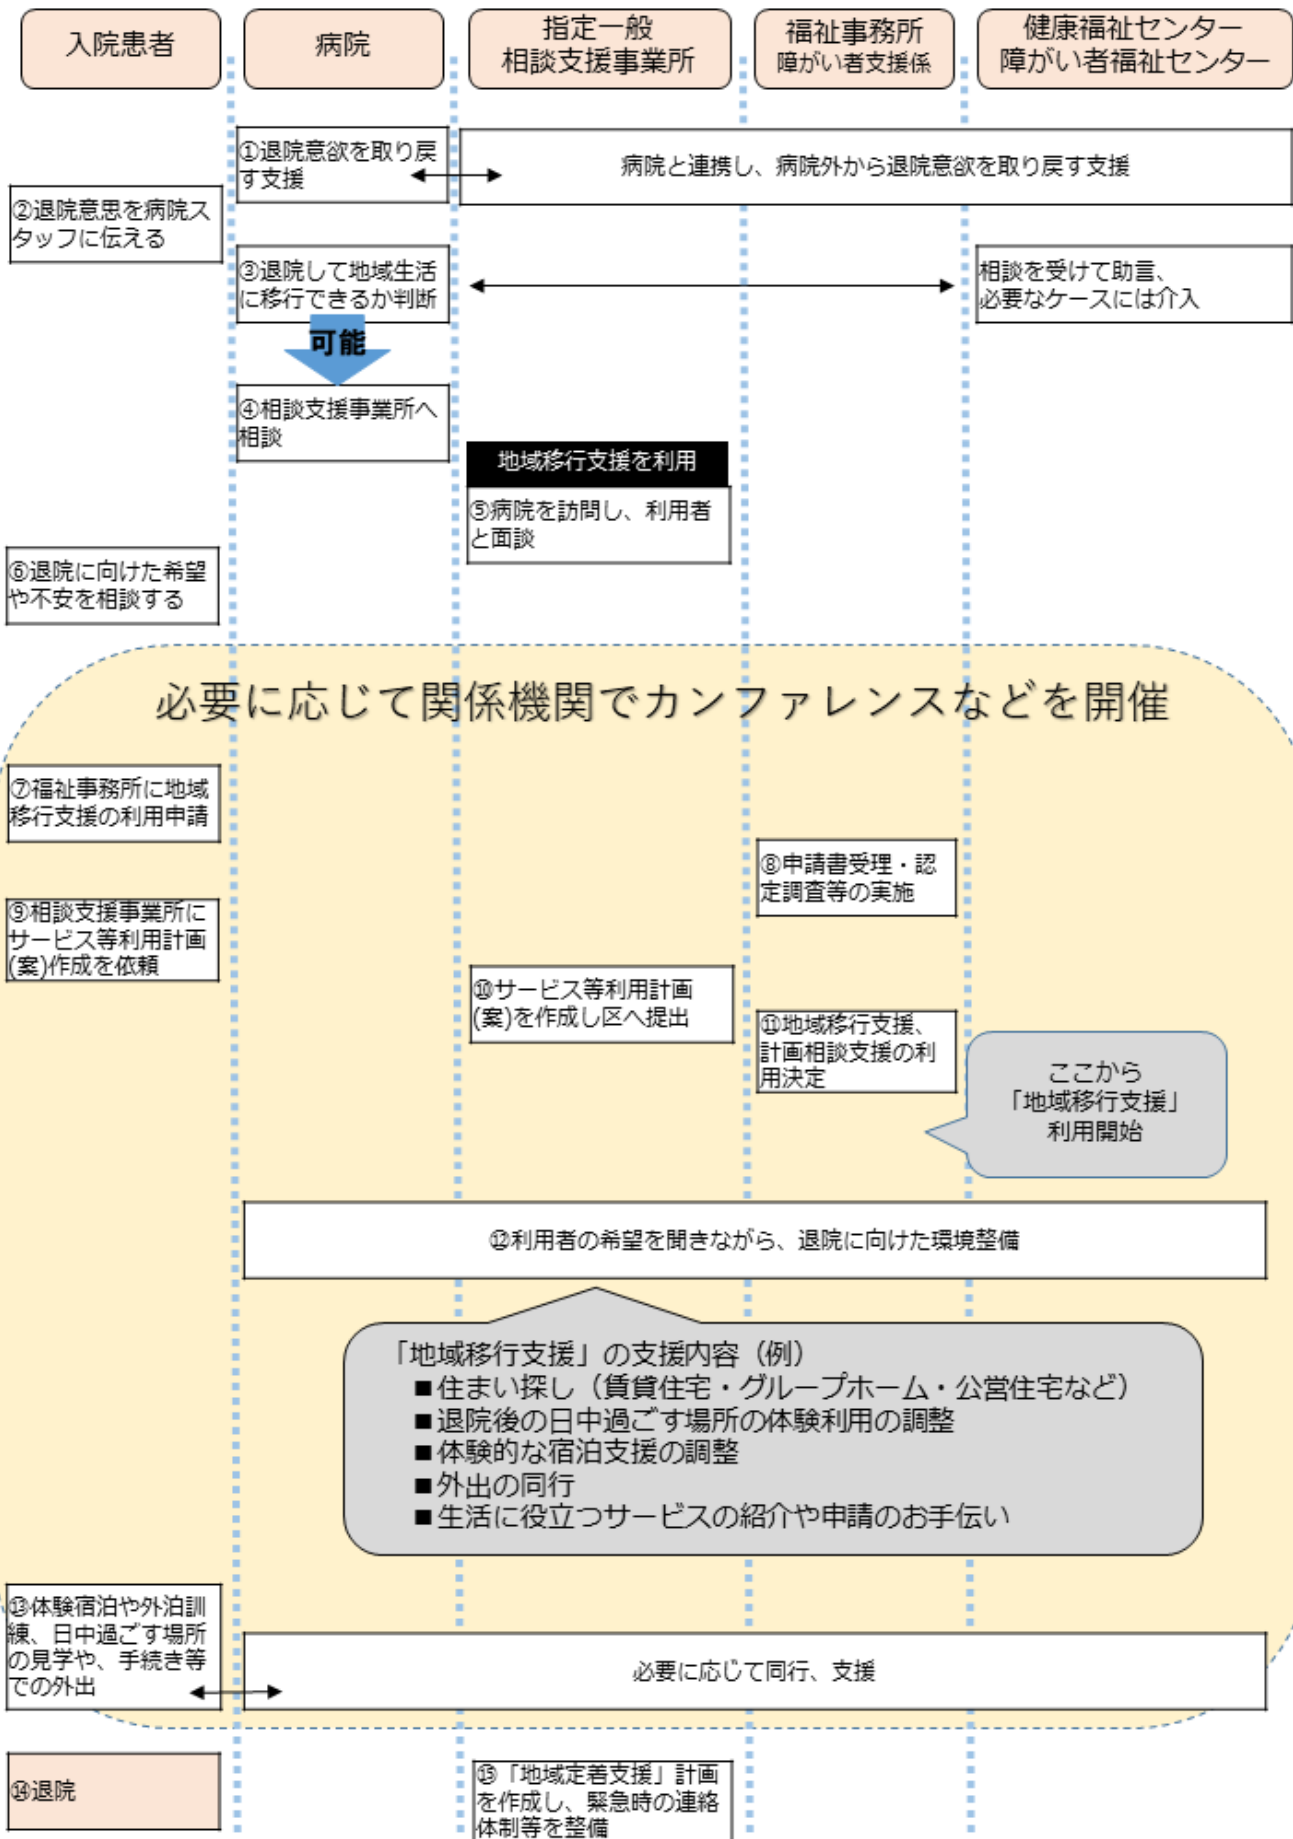 入院患者
病院
指定一般
相談支援事業所
福祉事務所
障がい者支援係
健康福祉センター
障がい者福祉センター
①退院意欲を取り戻
す支援
病院と連携し、病院外から退院意欲を取り戻す支援
②退院意思を病院ス
タッフに伝える
③退院して地域生活
に移行できるか判断
相談を受けて助言、
必要なケースには介入
可能
④相談支援事業所へ
相談
地域移行支援を利用
⑤病院を訪問し、利用者
と面談
⑥退院に向けた希望
や不安を相談する
必要に応じて関係機関でカンファレンスなどを開催
⑦福祉事務所に地域
移行支援の利用申請
⑧申請書受理・認
定調査等の実施
⑨相談支援事業所に
サービス等利用計画
(案)作成を依頼
⑩サービス等利用計画
(案)を作成し区へ提出
⑪地域移行支援、
計画相談支援の利
用決定
ここから
「地域移行支援」
利用開始
⑫利用者の希望を聞きながら、退院に向けた環境整備
「地域移行支援」の支援内容（例）
■住まい探し（賃貸住宅・グループホーム・公営住宅など）
■退院後の日中過ごす場所の体験利用の調整
■体験的な宿泊支援の調整
■外出の同行
■生活に役立つサービスの紹介や申請のお手伝い
⑬体験宿泊や外泊訓
練、日中過ごす場所
の見学や、手続き等
での外出
必要に応じて同行、支援
⑭退院
⑮「地域定着支援」計画
を作成し、緊急時の連絡
体制等を整備